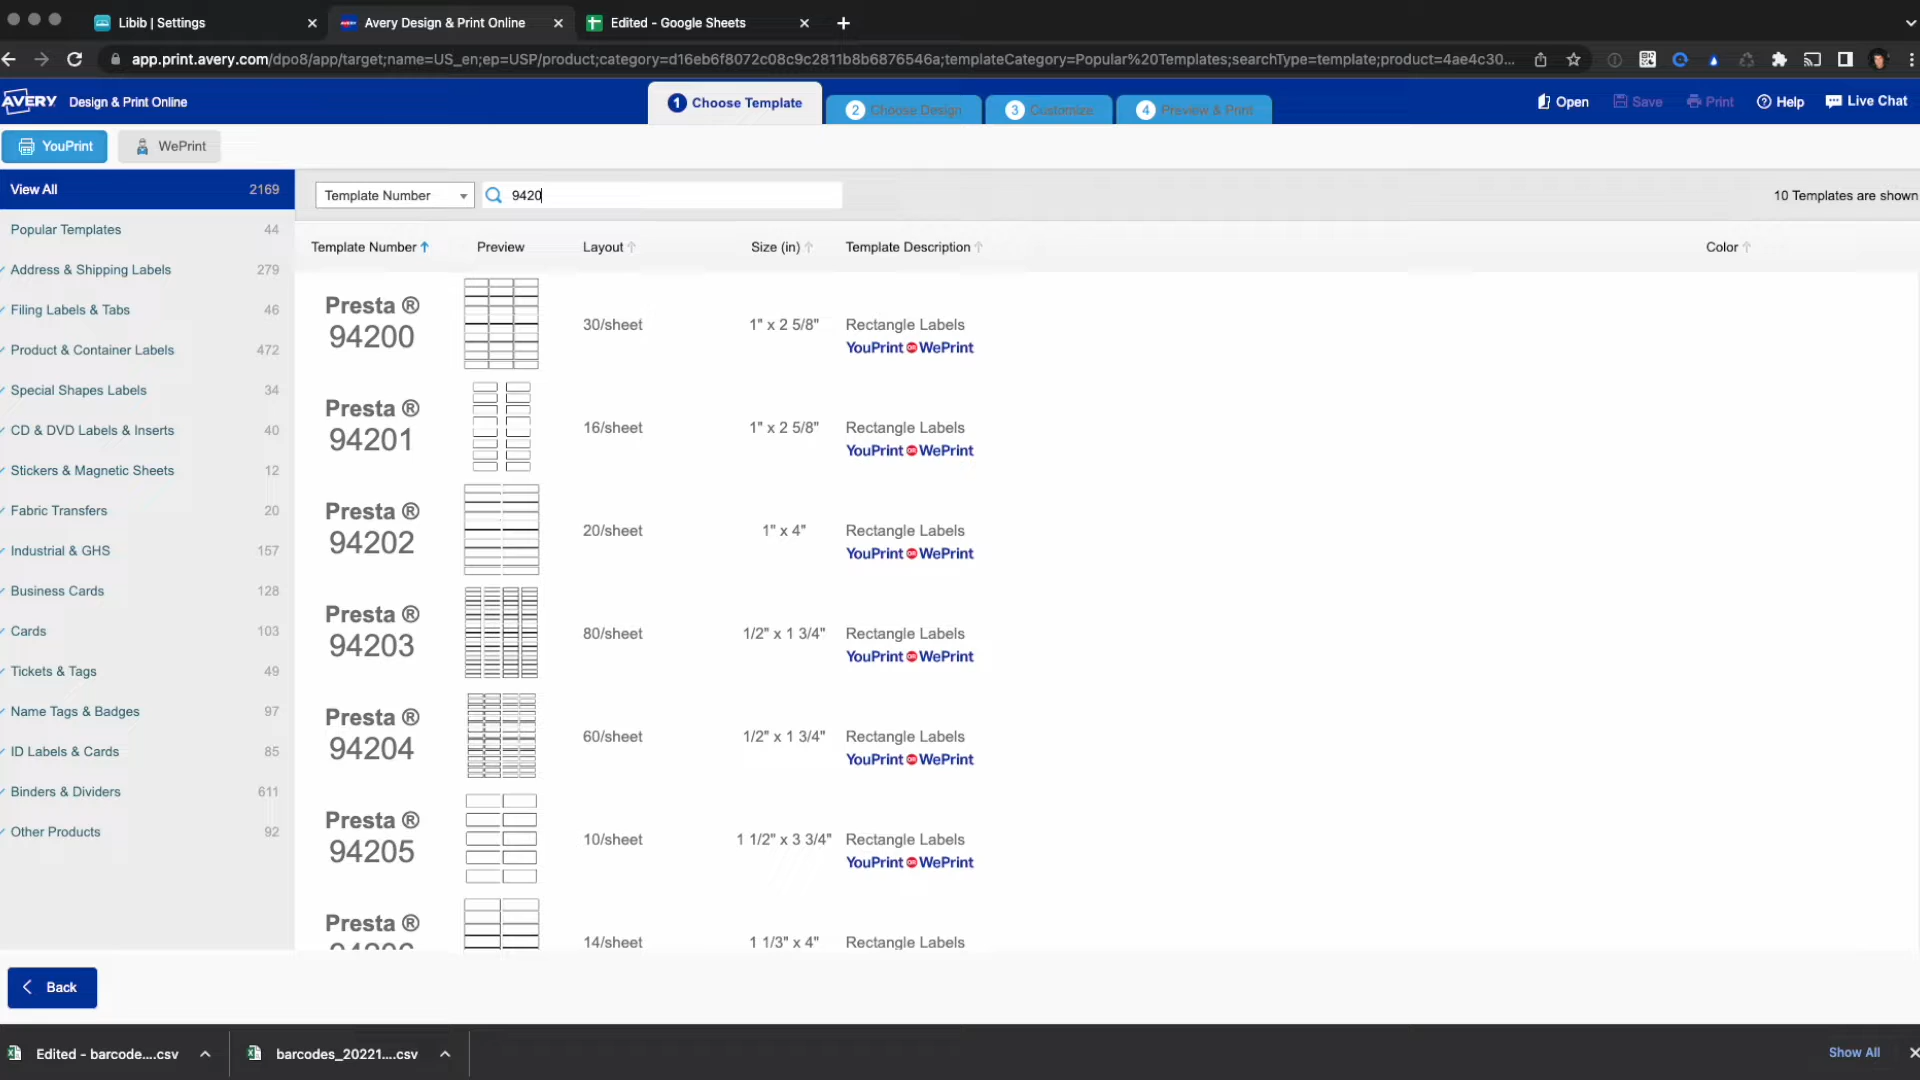 Libib | Settings
Avery Design & Print Online
Edited - Google Sheets
app.print.avery.com/dpo8/app/target;name=US_en;ep=USP/product;category=d16eb6f8072c08c9c2811b8b6876546a;templateCategory=Popular%20Templates;searchType=template;product=4ae4c30...
AVERY Design & Print Online
1 Choose Template
2 Choose Design
3 Customize
4 Preview & Print
Open
Save
Print
Help
Live Chat
YouPrint
WePrint
View All 2169
Template Number
9420
10 Templates are shown
Popular Templates 44
Address & Shipping Labels 279
Filing Labels & Tabs 46
Product & Container Labels 472
Special Shapes Labels 34
CD & DVD Labels & Inserts 40
Stickers & Magnetic Sheets 12
Fabric Transfers 20
Industrial & GHS 157
Business Cards 128
Cards 103
Tickets & Tags 49
Name Tags & Badges 97
ID Labels & Cards 85
Binders & Dividers 611
Other Products 92
Template Number Preview Layout Size (in) Template Description Color
Presta ®
94200
30/sheet 1" x 2 5/8" Rectangle Labels
YouPrint OR WePrint
Presta ®
94201
16/sheet 1" x 2 5/8" Rectangle Labels
YouPrint OR WePrint
Presta ®
94202
20/sheet 1" x 4" Rectangle Labels
YouPrint OR WePrint
Presta ®
94203
80/sheet 1/2" x 1 3/4" Rectangle Labels
YouPrint OR WePrint
Presta ®
94204
60/sheet 1/2" x 1 3/4" Rectangle Labels
YouPrint OR WePrint
Presta ®
94205
10/sheet 1 1/2" x 3 3/4" Rectangle Labels
YouPrint OR WePrint
Presta ®
94206
14/sheet 1 1/3" x 4" Rectangle Labels
Back
Edited - barcode....csv
barcodes_20221....csv
Show All